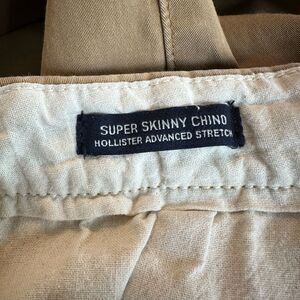 SUPER SKINNY CHINO
HOLLISTER ADVANCED STRETCH